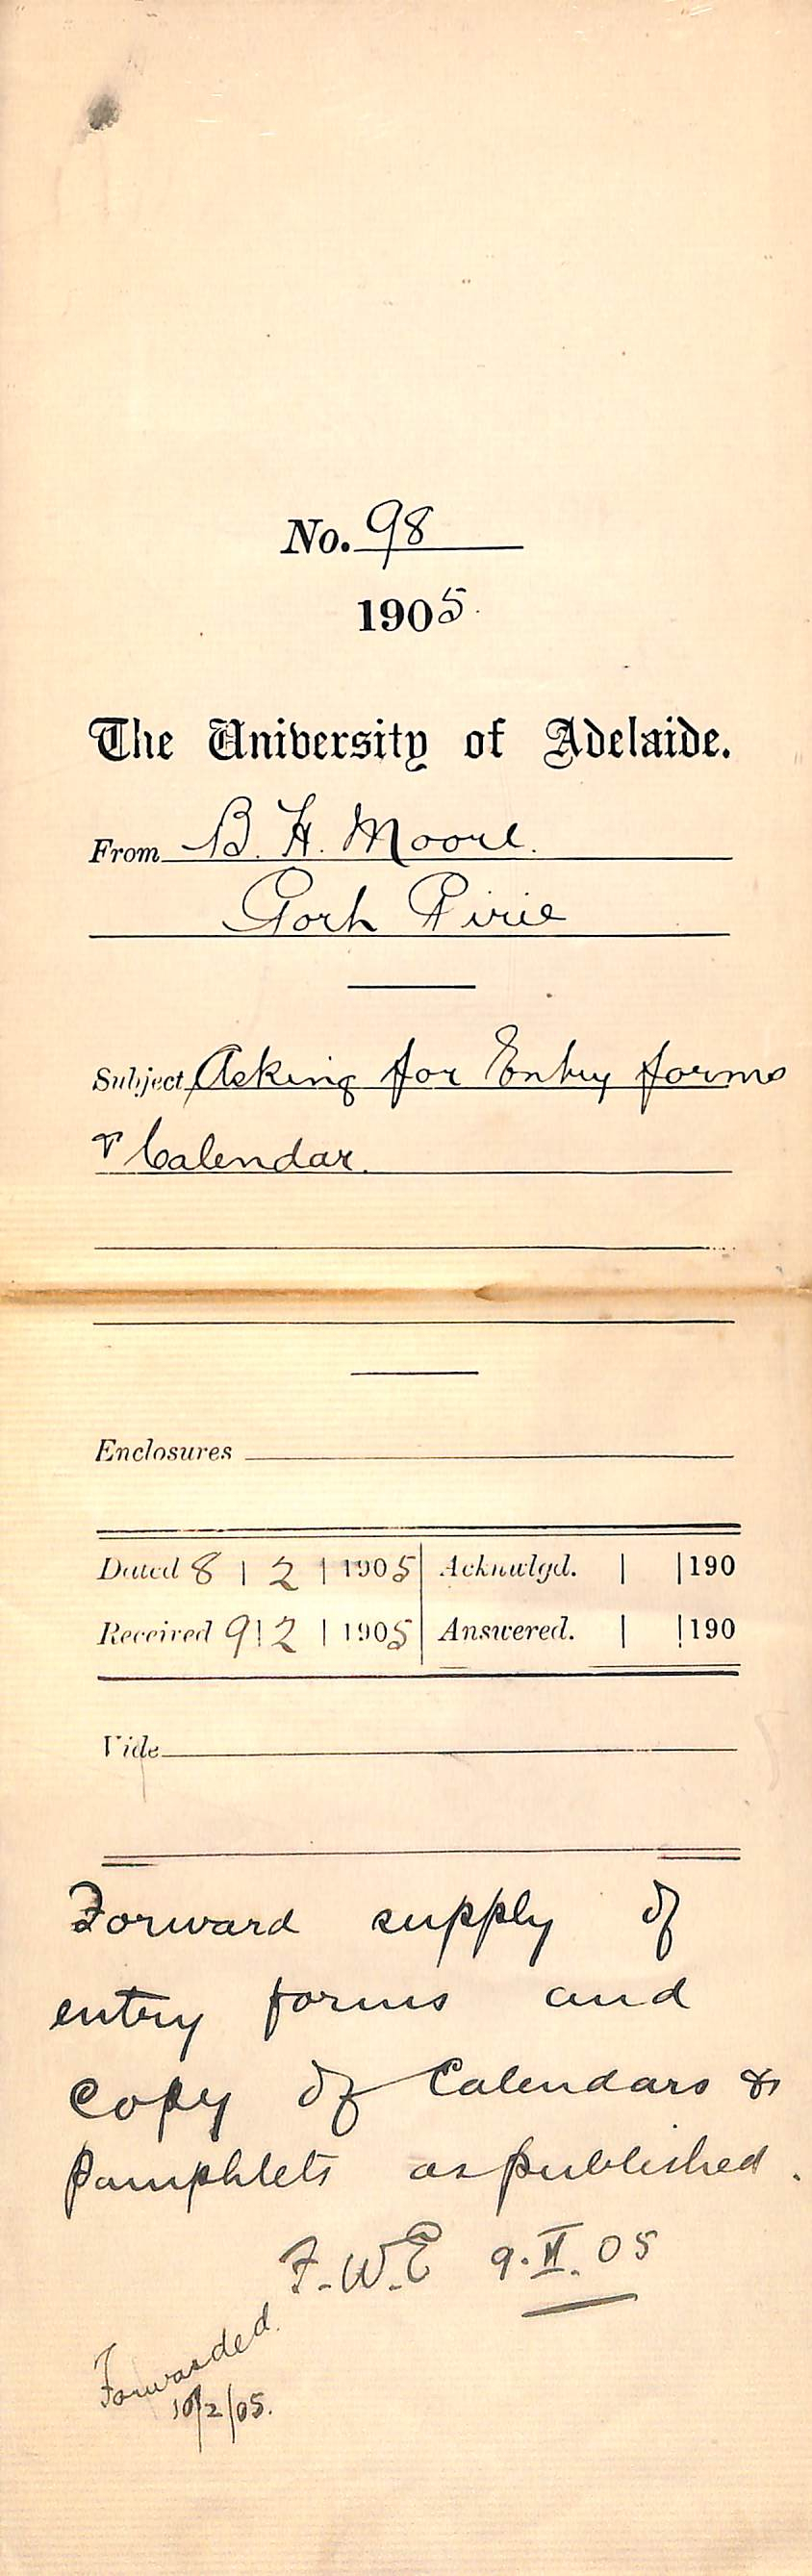 No. 98
1905.
The University of Adelaide.
From B. H. Moore.
Port Pirie
Subject Asking for Entry forms
& Calendar.
Enclosures
Dated 8 | 2 | 1905 Acknwlgd. | | 190
Received 9 | 2 | 1905 Answered. | | 190
Vide
Forward supply of
entry forms and
copy of Calendars &
pamphlets as published.
F.W.E 9.II.05
Forwarded.
10/2/05.